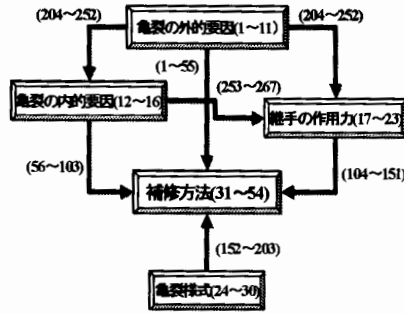 (204～252)
亀裂の外的要因(1～11)
(204～252)
(1～55)
(253～267)
亀裂の内的要因(12～16)
継手の作用力(17～23)
(56～103)
(104～151)
補修方法(31～54)
(152～203)
亀裂様式(24～30)